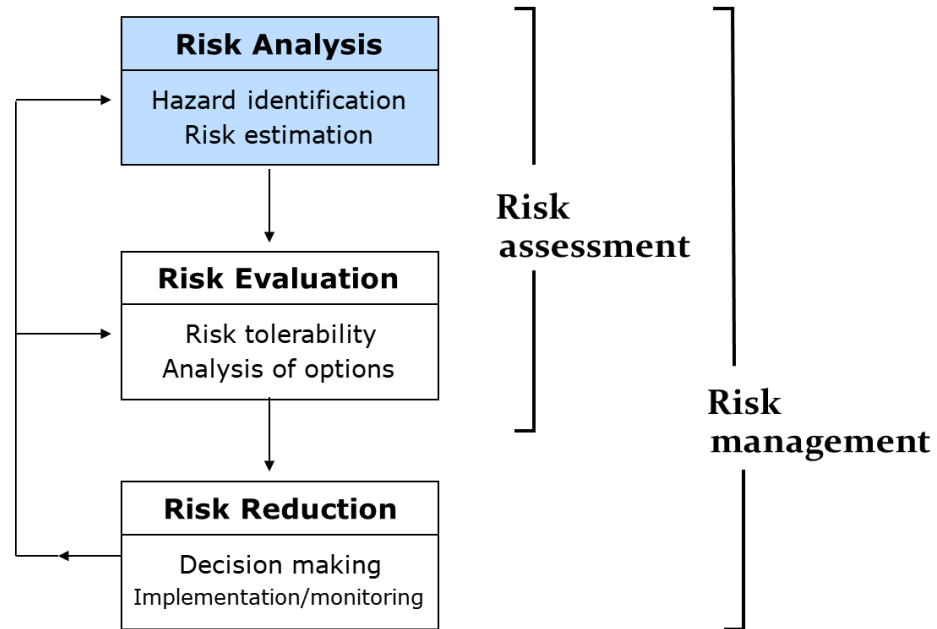 Risk Analysis
Hazard identification
Risk estimation
Risk Evaluation
Risk tolerability
Analysis of options
Risk Reduction
Decision making
Implementation/monitoring
Risk
assessment
Risk
management